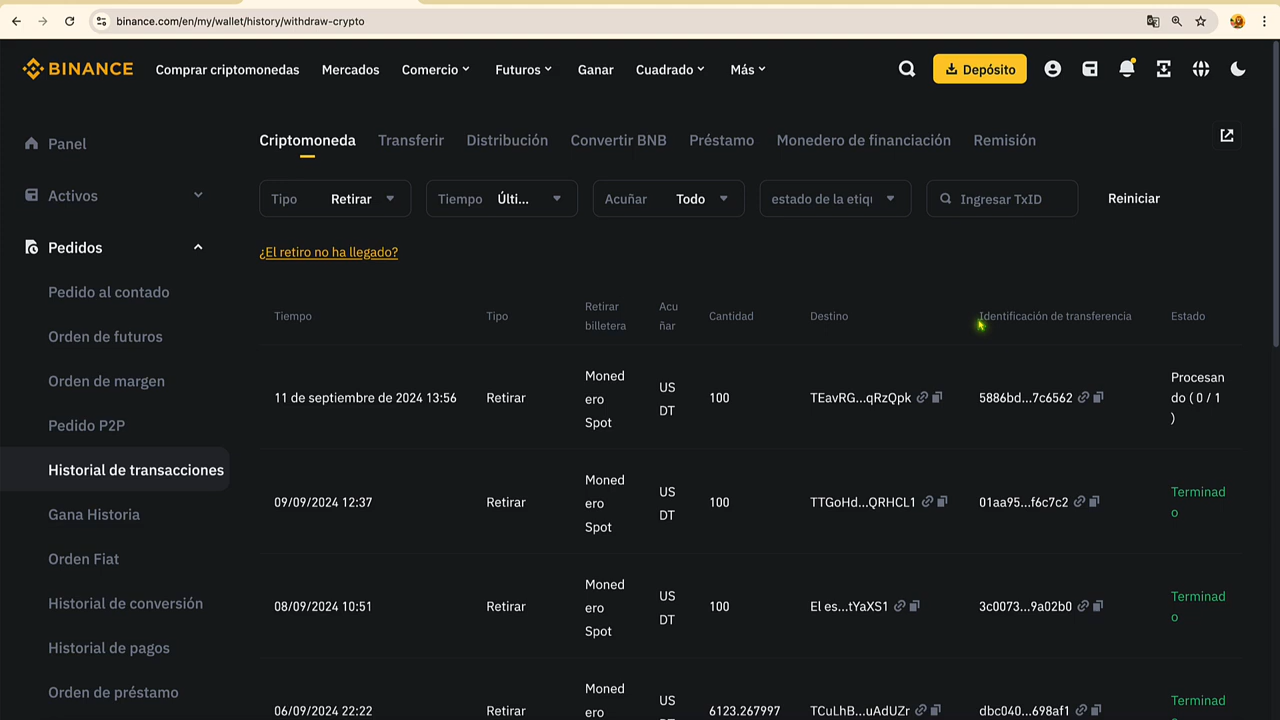 binance.com/en/my/wallet/history/withdraw-crypto
BINANCE Comprar criptomonedas Mercados Comercio Futuros Ganar Cuadrado Más Depósito
Panel
Activos
Pedidos
Pedido al contado
Orden de futuros
Orden de margen
Pedido P2P
Historial de transacciones
Gana Historia
Orden Fiat
Historial de conversión
Historial de pagos
Orden de préstamo
Criptomoneda Transferir Distribución Convertir BNB Préstamo Monedero de financiación Remisión
Tipo Retirar Tiempo Últi... Acuñar Todo estado de la etiqu Ingresar TxID Reiniciar
¿El retiro no ha llegado?
Tiempo Tipo Retirar billetera Acuñar Cantidad Destino Identificación de transferencia Estado
11 de septiembre de 2024 13:56 Retirar Monedero Spot USDT 100 TEavRG...qRzQpk 5886bd...7c6562 Procesando ( 0 / 1 )
09/09/2024 12:37 Retirar Monedero Spot USDT 100 TTGoHd...QRHCL1 01aa95...f6c7c2 Terminado
08/09/2024 10:51 Retirar Monedero Spot USDT 100 El es...tYaXS1 3c0073...9a02b0 Terminado
06/09/2024 22:22 Retirar Monedero USDT 6123.267997 TCuLhB...uAdUZr dbc040...698af1 Terminad